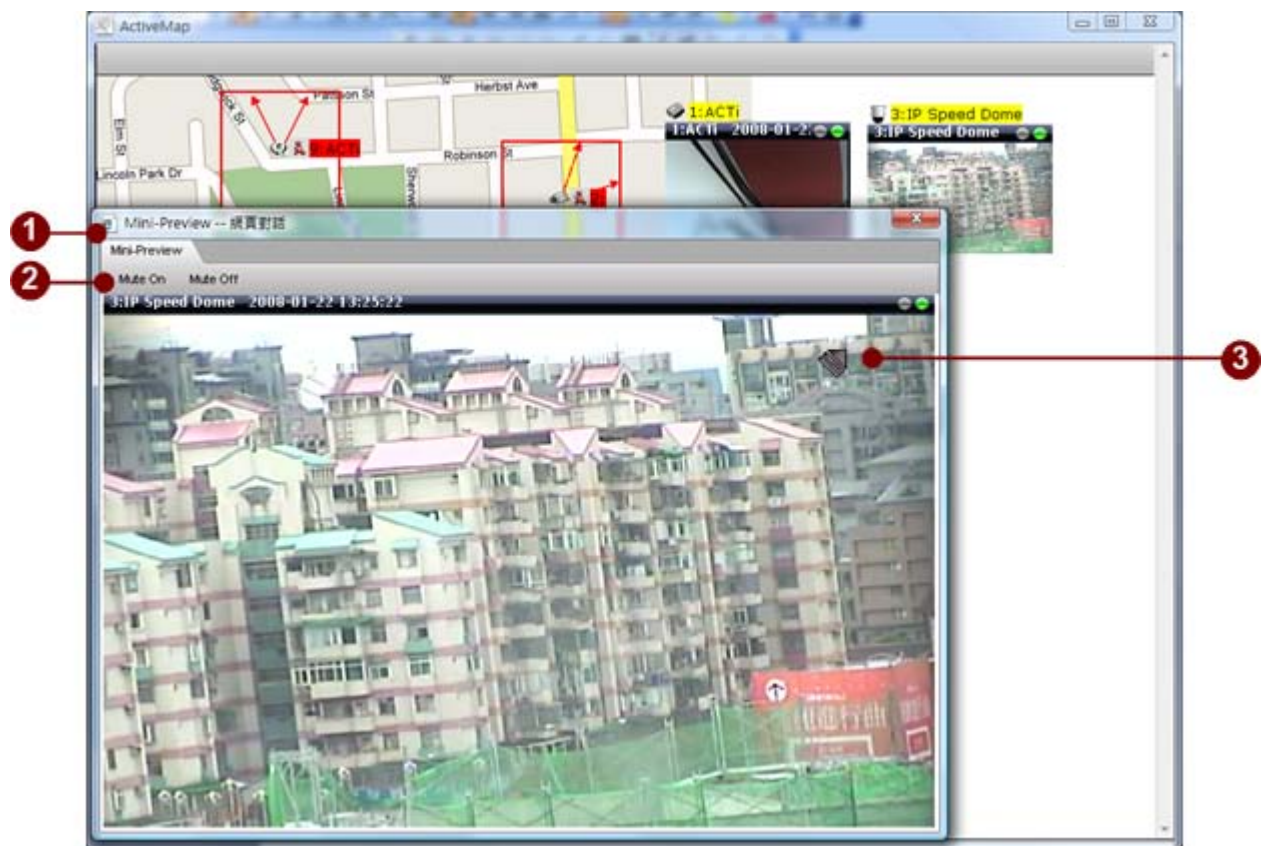 ActiveMap
Herbst Ave
Pattison St
1:ACTi
3:IP Speed Dome
1:ACTi 2008-01-2
3:IP Speed Dome
Elm St
9:ACTi
Robinson St
Lincoln Park Dr
1
Mini-Preview -- 網頁對話
Mini-Preview
2
Mute On Mute Off
3:IP Speed Dome 2008-01-22 13:25:22
3